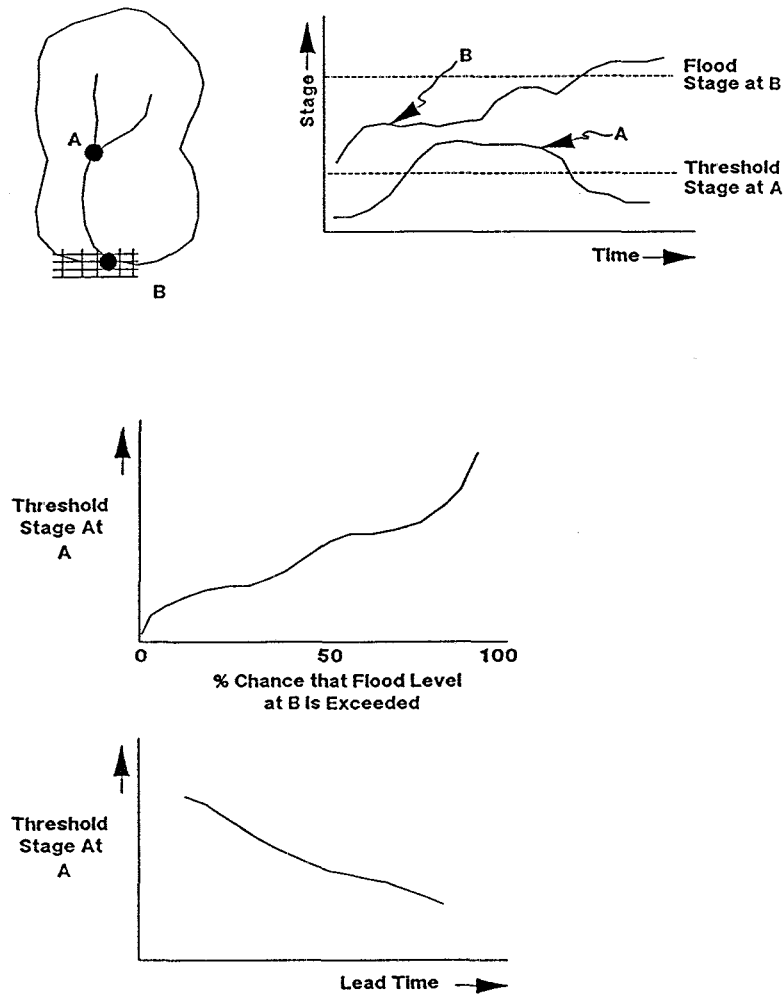 A
B
Stage
B
A
Flood
Stage at B
Threshold
Stage at A
Time
Threshold
Stage At
A
0 50 100
% Chance that Flood Level
at B Is Exceeded
Threshold
Stage At
A
Lead Time